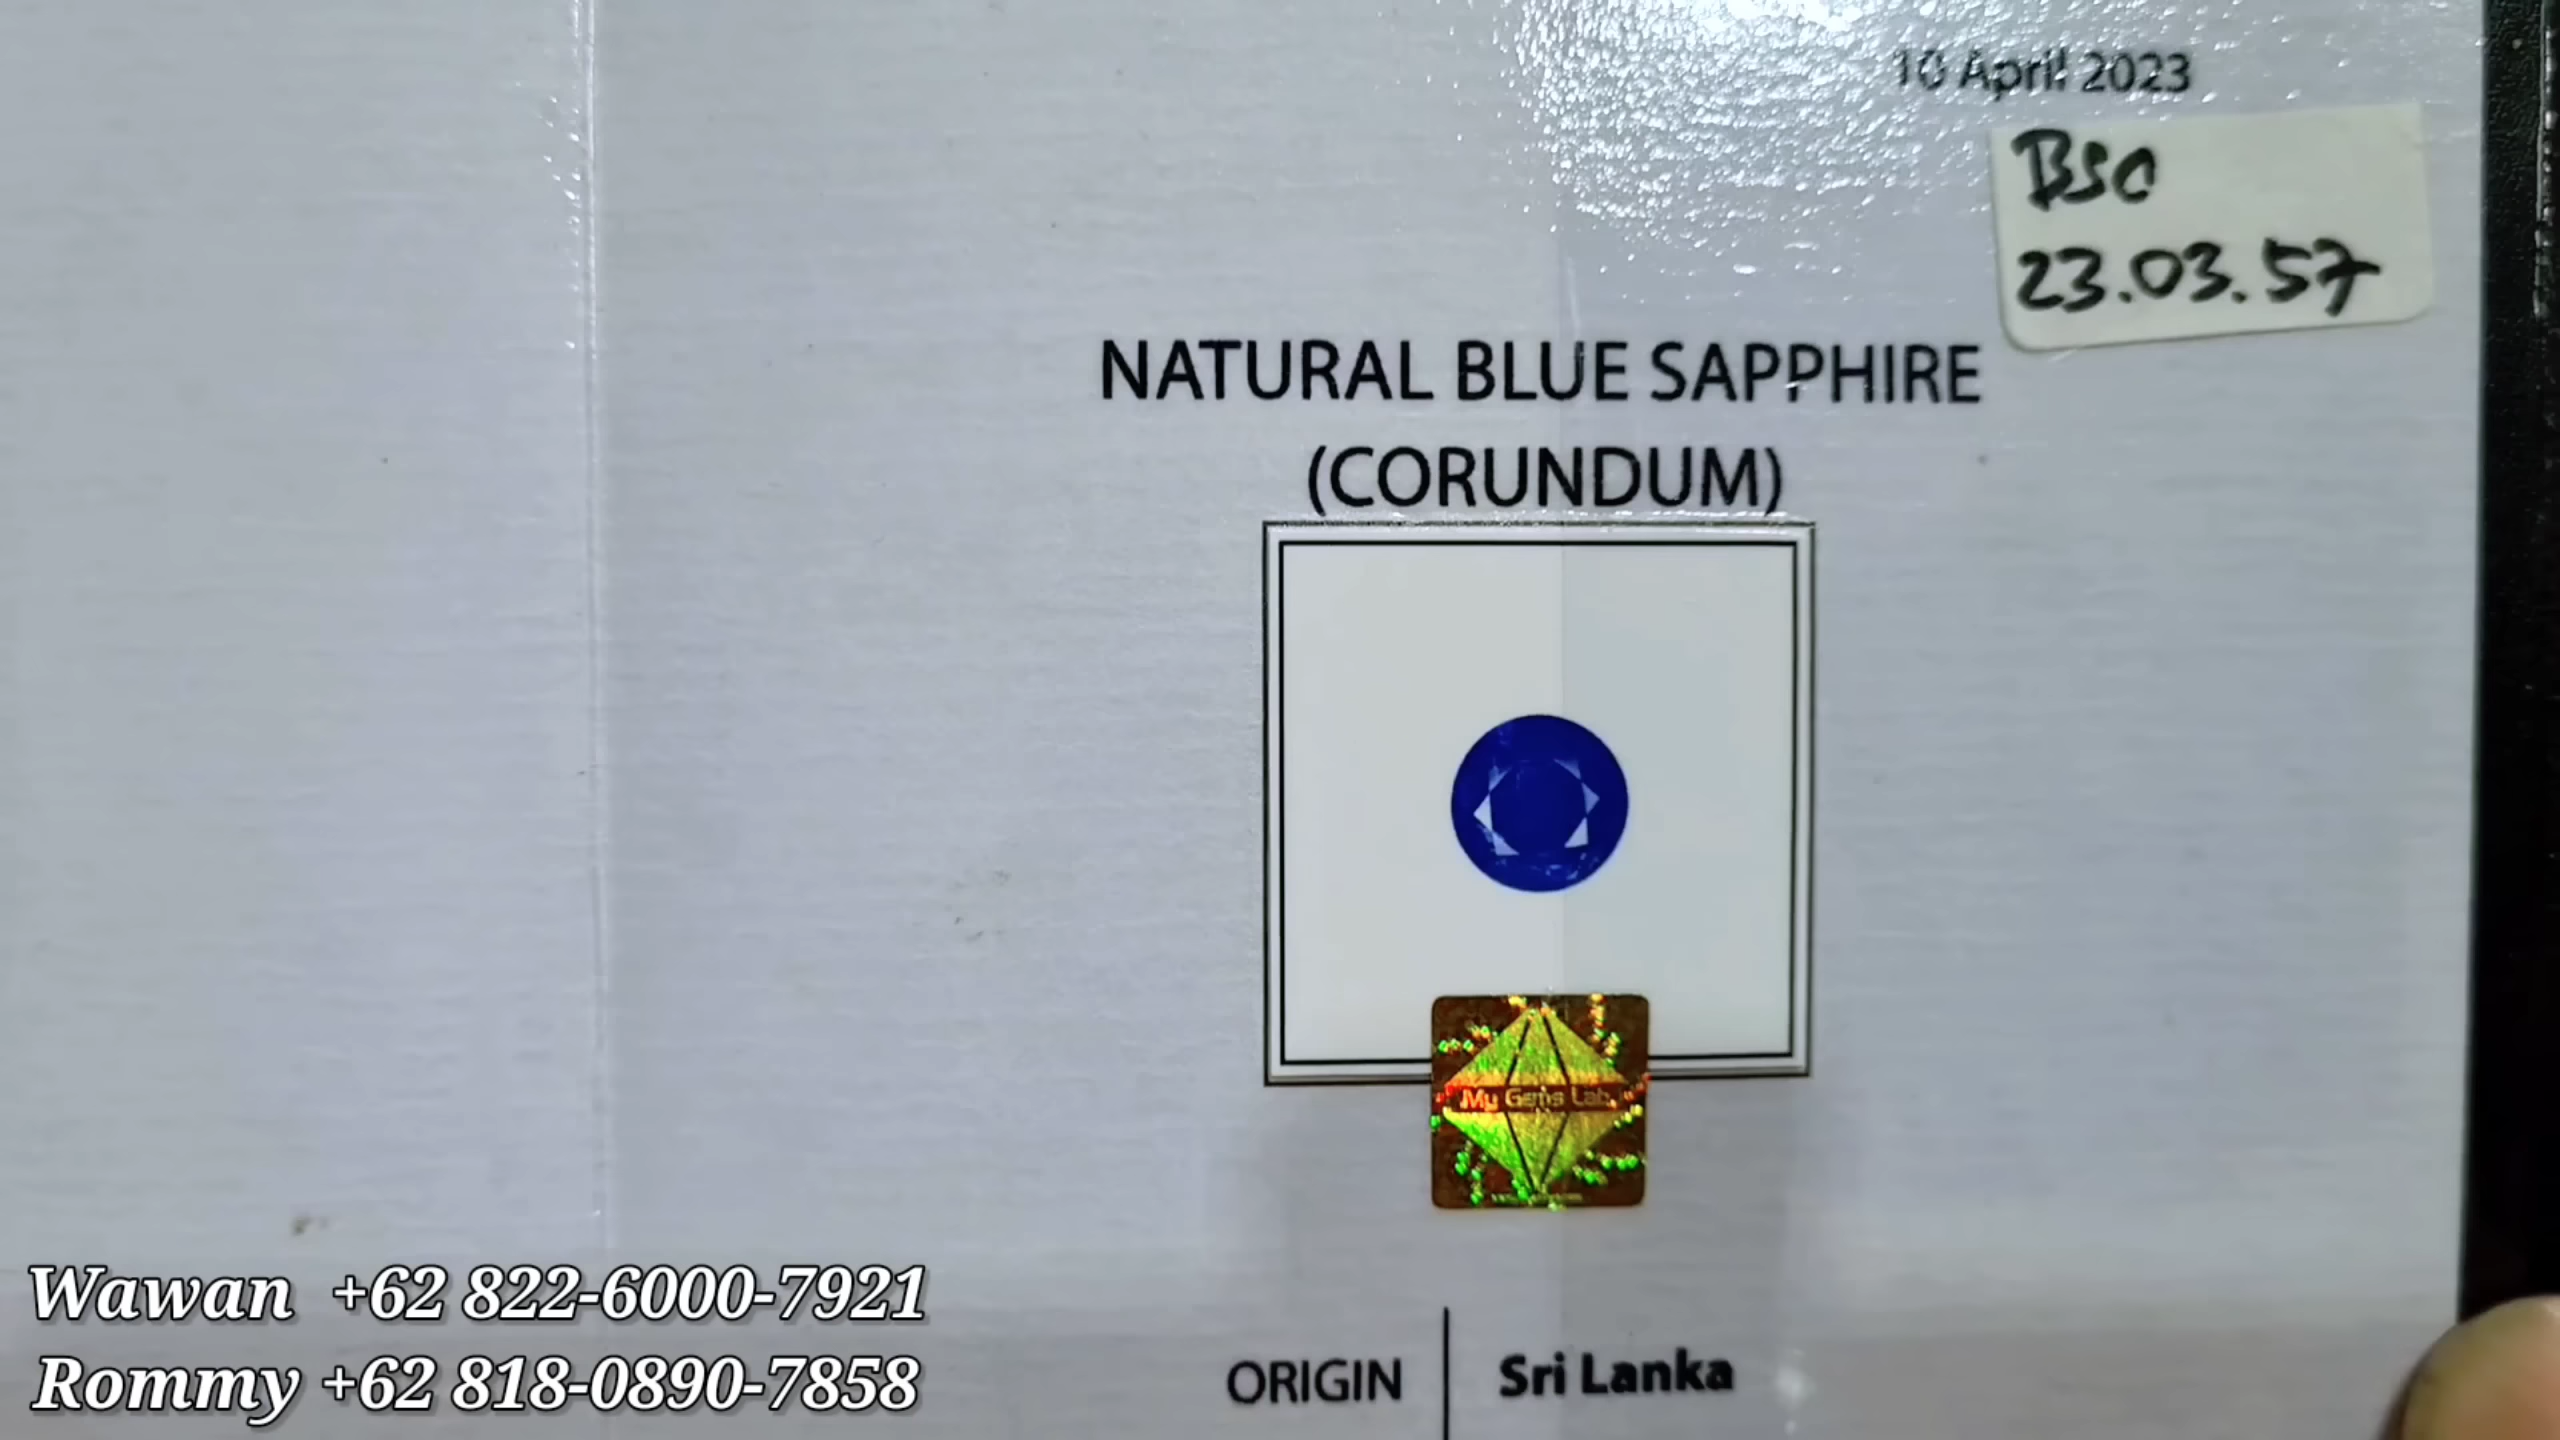 10 April 2023
BSC
23.03.57
NATURAL BLUE SAPPHIRE
(CORUNDUM)
My Gems Lab
ORIGIN | Sri Lanka
Wawan +62 822-6000-7921
Rommy +62 818-0890-7858